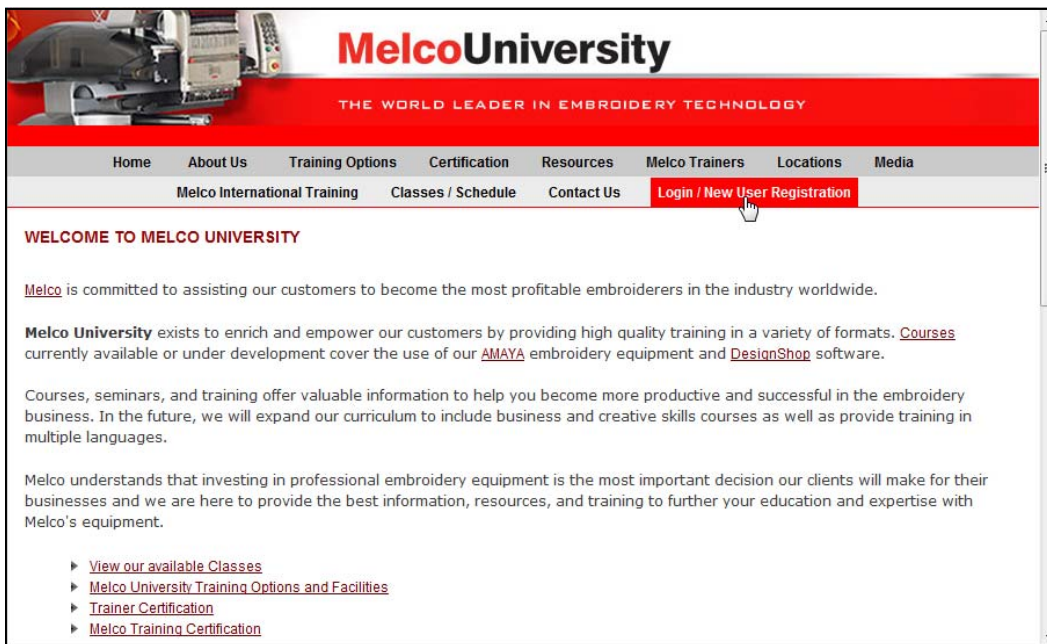 MelcoUniversity
THE WORLD LEADER IN EMBROIDERY TECHNOLOGY
Home About Us Training Options Certification Resources Melco Trainers Locations Media
Melco International Training Classes / Schedule Contact Us Login / New User Registration
WELCOME TO MELCO UNIVERSITY
Melco is committed to assisting our customers to become the most profitable embroiderers in the industry worldwide.
Melco University exists to enrich and empower our customers by providing high quality training in a variety of formats. Courses
currently available or under development cover the use of our AMAYA embroidery equipment and DesignShop software.
Courses, seminars, and training offer valuable information to help you become more productive and successful in the embroidery
business. In the future, we will expand our curriculum to include business and creative skills courses as well as provide training in
multiple languages.
Melco understands that investing in professional embroidery equipment is the most important decision our clients will make for their
businesses and we are here to provide the best information, resources, and training to further your education and expertise with
Melco's equipment.
View our available Classes
Melco University Training Options and Facilities
Trainer Certification
Melco Training Certification